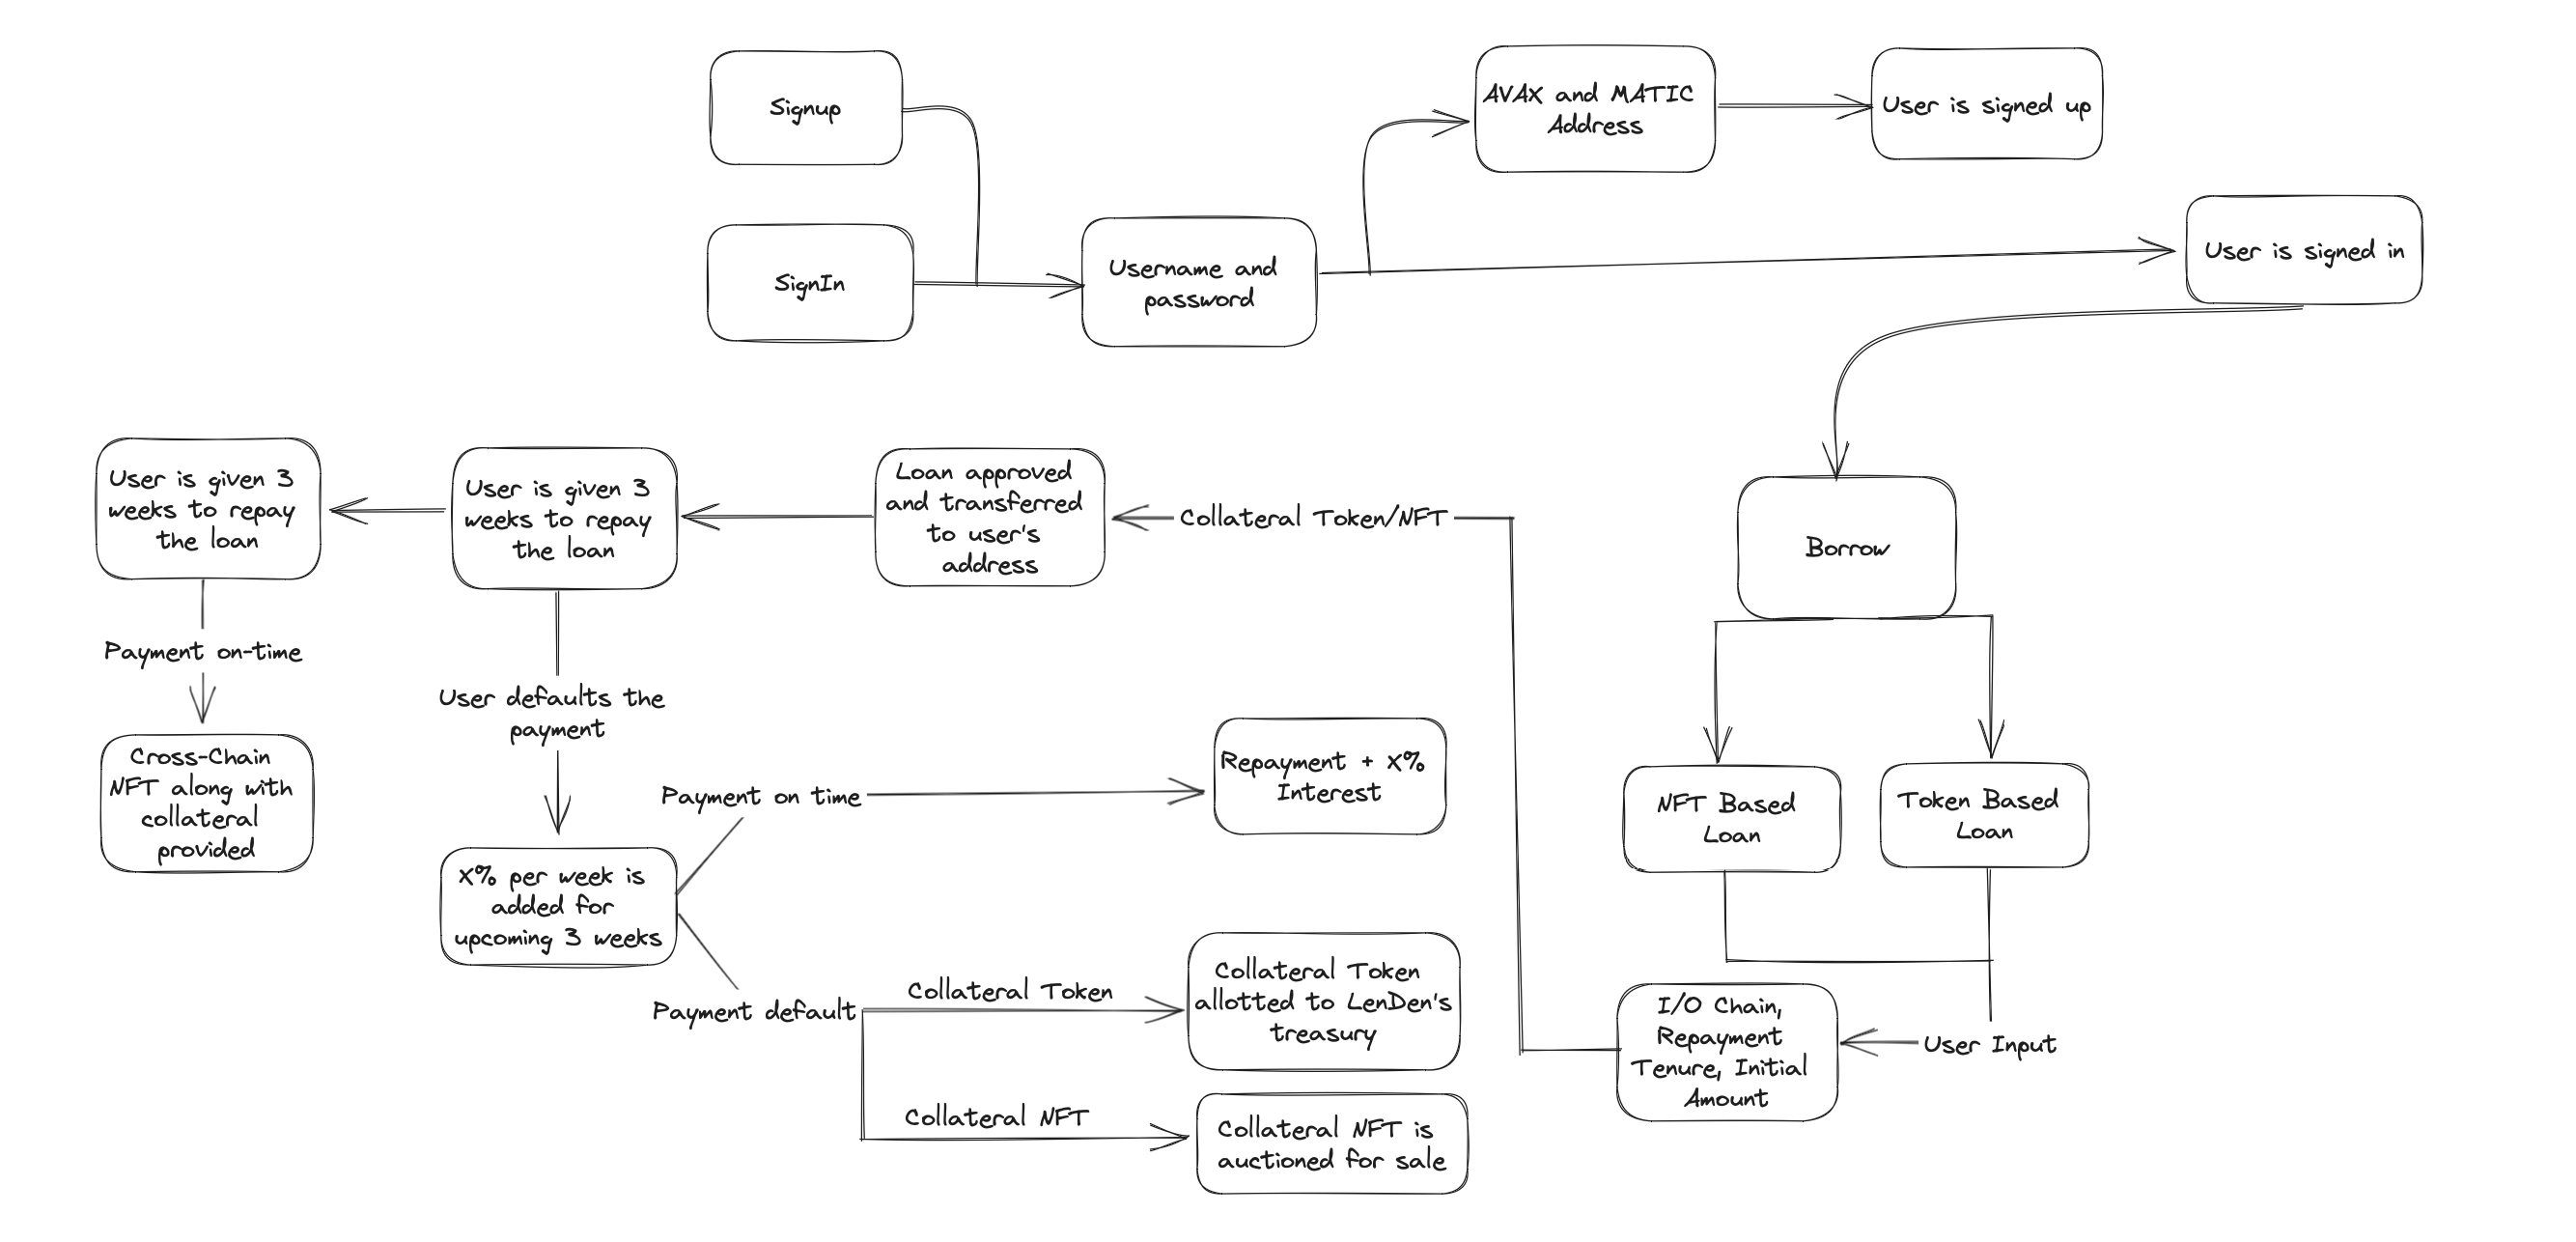 Signup
AVAX and MATIC
Address
User is signed up
SignIn
Username and
password
User is signed in
User is given 3
weeks to repay
the loan
User is given 3
weeks to repay
the loan
Loan approved
and transferred
to user's
address
Collateral Token/NFT
Borrow
Payment on-time
User defaults the
payment
Cross-Chain
NFT along with
collateral
provided
Payment on time
Repayment + X%
Interest
NFT Based
Loan
Token Based
Loan
X% per week is
added for
upcoming 3 weeks
Payment default
Collateral Token
Collateral Token
allotted to LenDen's
treasury
Collateral NFT
Collateral NFT is
auctioned for sale
I/O Chain,
Repayment
Tenure, Initial
Amount
User Input